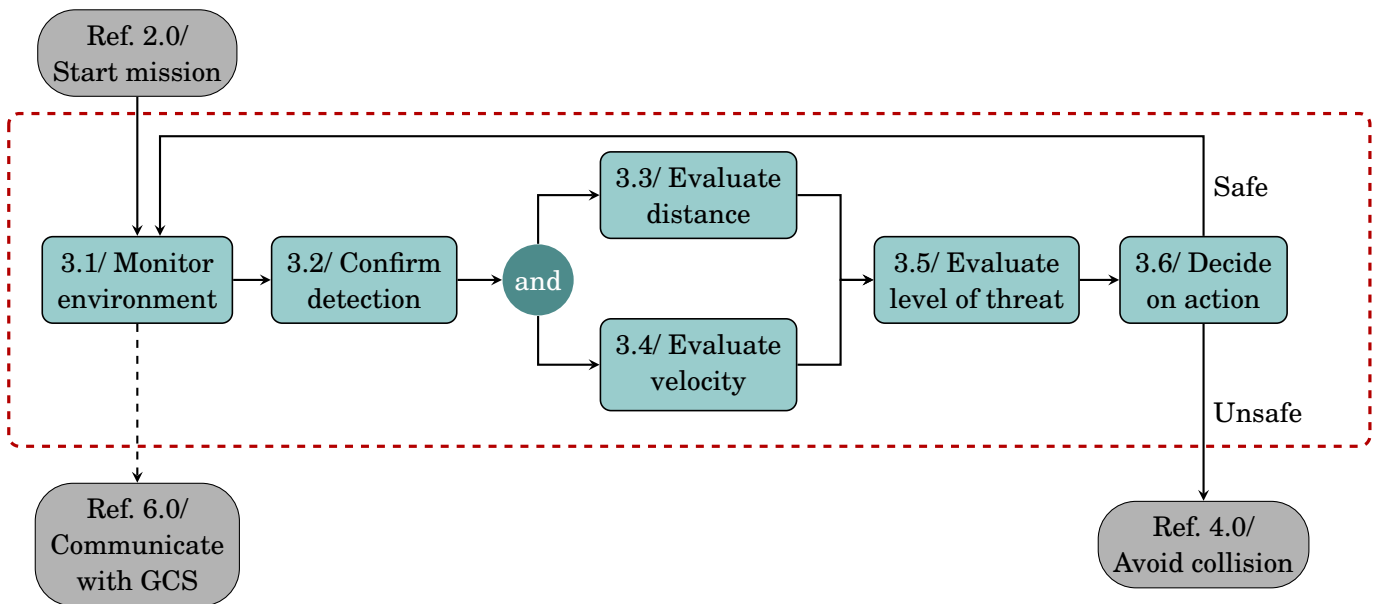 Ref. 2.0/
Start mission
3.3/ Evaluate
distance
Safe
3.1/ Monitor
environment
3.2/ Confirm
detection
and
3.5/ Evaluate
level of threat
3.6/ Decide
on action
3.4/ Evaluate
velocity
Unsafe
Ref. 6.0/
Communicate
with GCS
Ref. 4.0/
Avoid collision